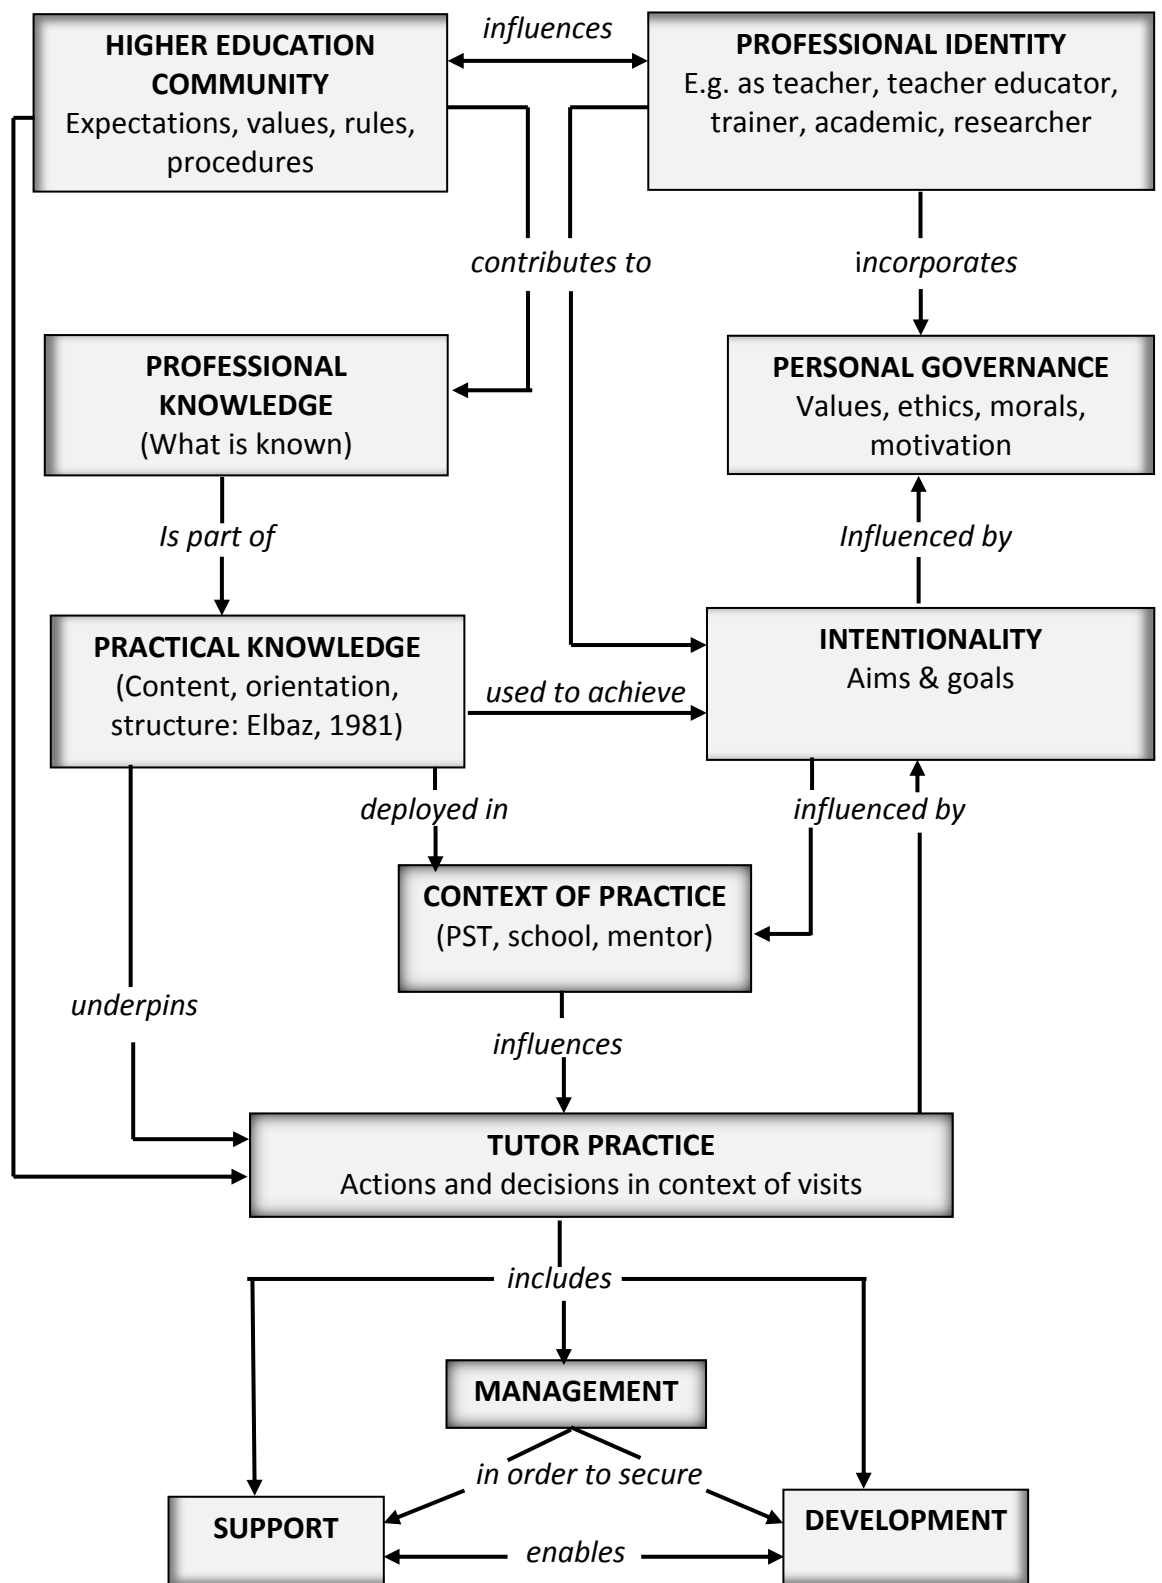 HIGHER EDUCATION
COMMUNITY
Expectations, values, rules,
procedures
influences
PROFESSIONAL IDENTITY
E.g. as teacher, teacher educator,
trainer, academic, researcher
contributes to
incorporates
PROFESSIONAL
KNOWLEDGE
(What is known)
PERSONAL GOVERNANCE
Values, ethics, morals,
motivation
Is part of
Influenced by
PRACTICAL KNOWLEDGE
(Content, orientation,
structure: Elbaz, 1981)
used to achieve
INTENTIONALITY
Aims & goals
deployed in
influenced by
CONTEXT OF PRACTICE
(PST, school, mentor)
underpins
influences
TUTOR PRACTICE
Actions and decisions in context of visits
includes
MANAGEMENT
in order to secure
SUPPORT
DEVELOPMENT
enables